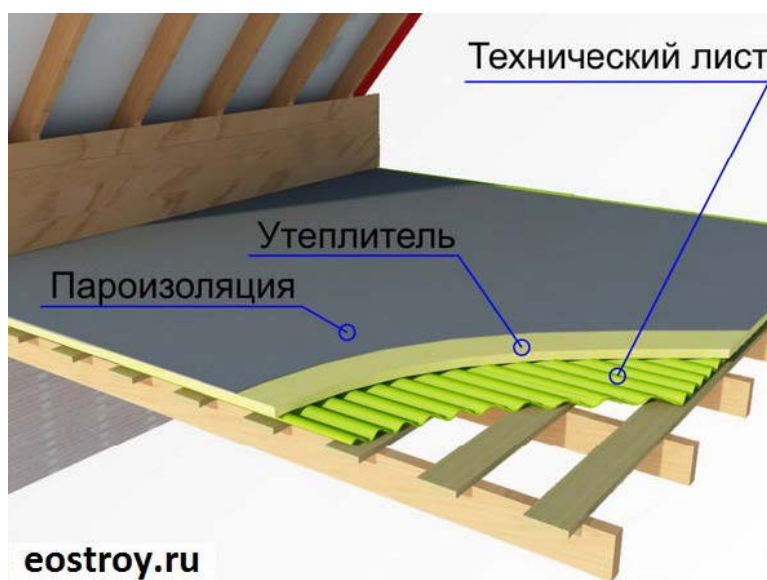 Технический лист
Утеплитель
Пароизоляция
eostroy.ru